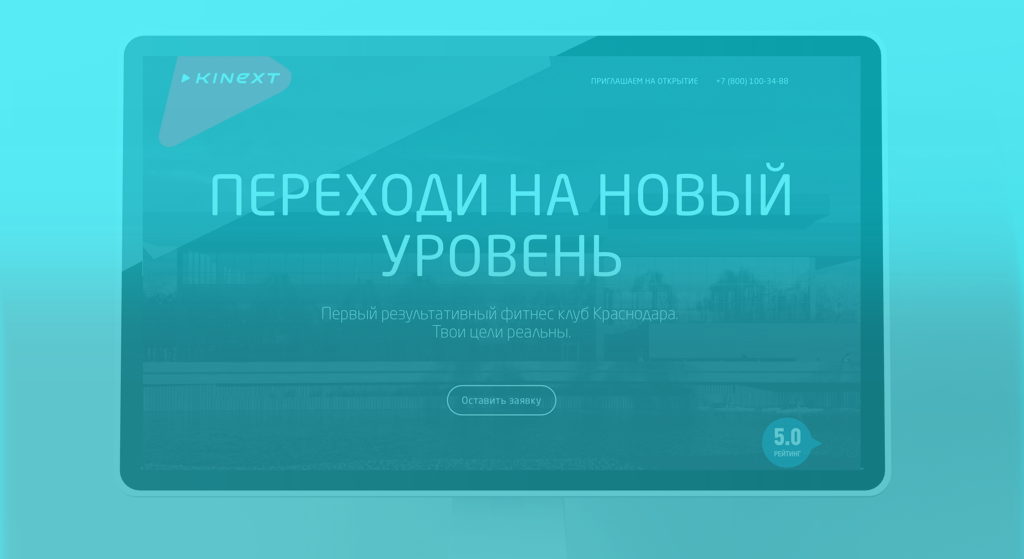 KINEXT
ПРИГЛАШАЕМ НА ОТКРЫТИЕ +7 (800) 100-34-88
ПЕРЕХОДИ НА НОВЫЙ
УРОВЕНЬ
Первый результативный фитнес клуб Краснодара.
Твои цели реальны.
Оставить заявку
5.0
РЕЙТИНГ